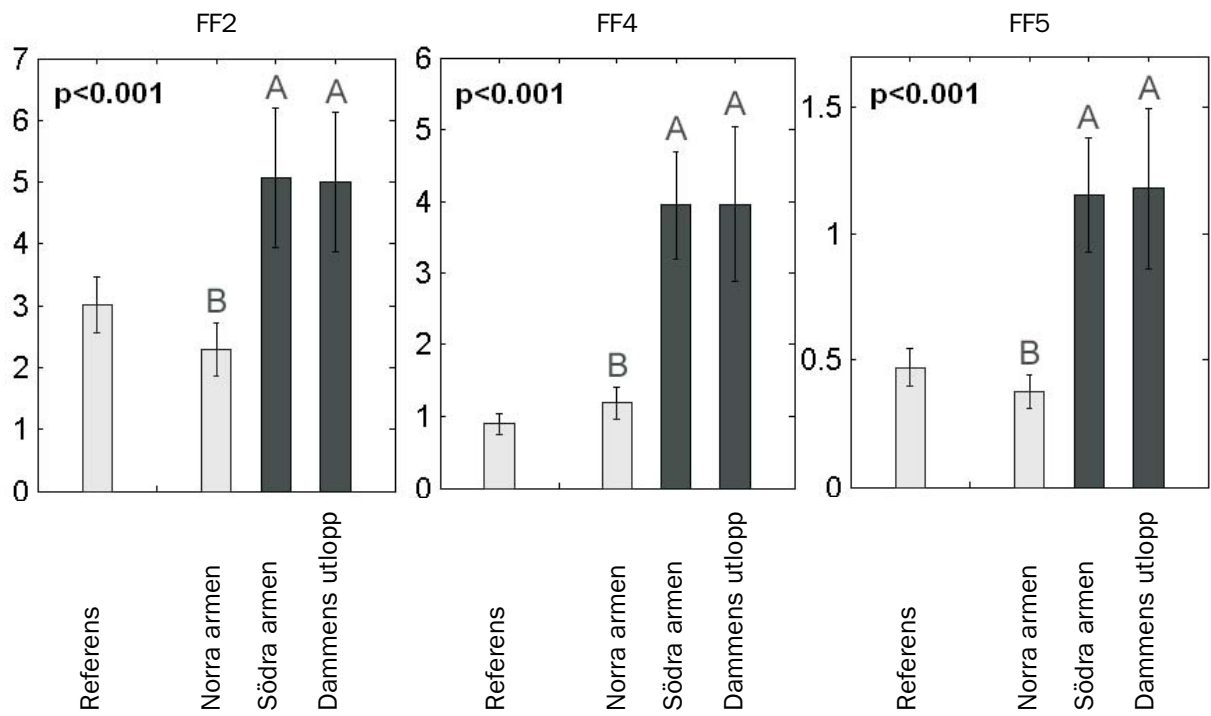 FF2
7
6
5
4
3
2
1
0
p<0.001
B
A
A
Referens
Norra armen
Södra armen
Dammens utlopp
FF4
6
5
4
3
2
1
0
p<0.001
B
A
A
Referens
Norra armen
Södra armen
Dammens utlopp
FF5
1.5
1
0.5
0
p<0.001
B
A
A
Referens
Norra armen
Södra armen
Dammens utlopp